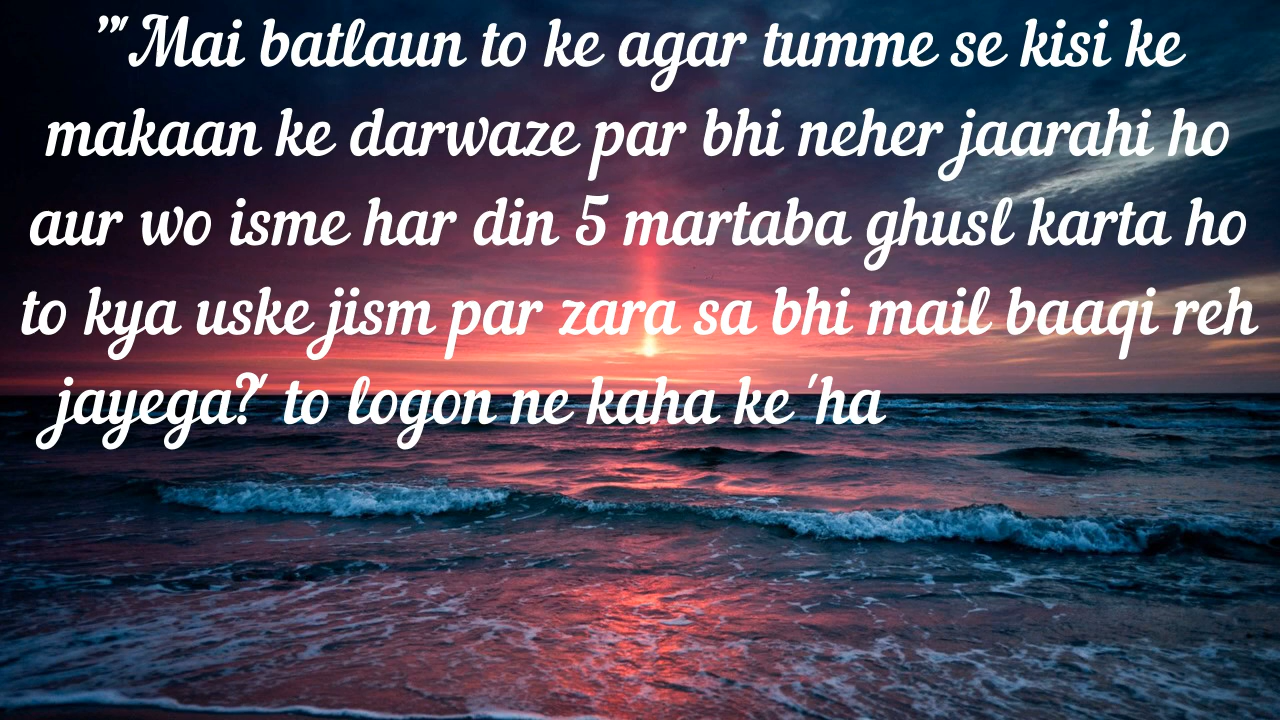 "'Mai batlaun to ke agar tumme se kisi ke
makaan ke darwaze par bhi neher jaarahi ho
aur wo isme har din 5 martaba ghusl karta ho
to kya uske jism par zara sa bhi mail baaqi reh
jayega?' to logon ne kaha ke 'ha